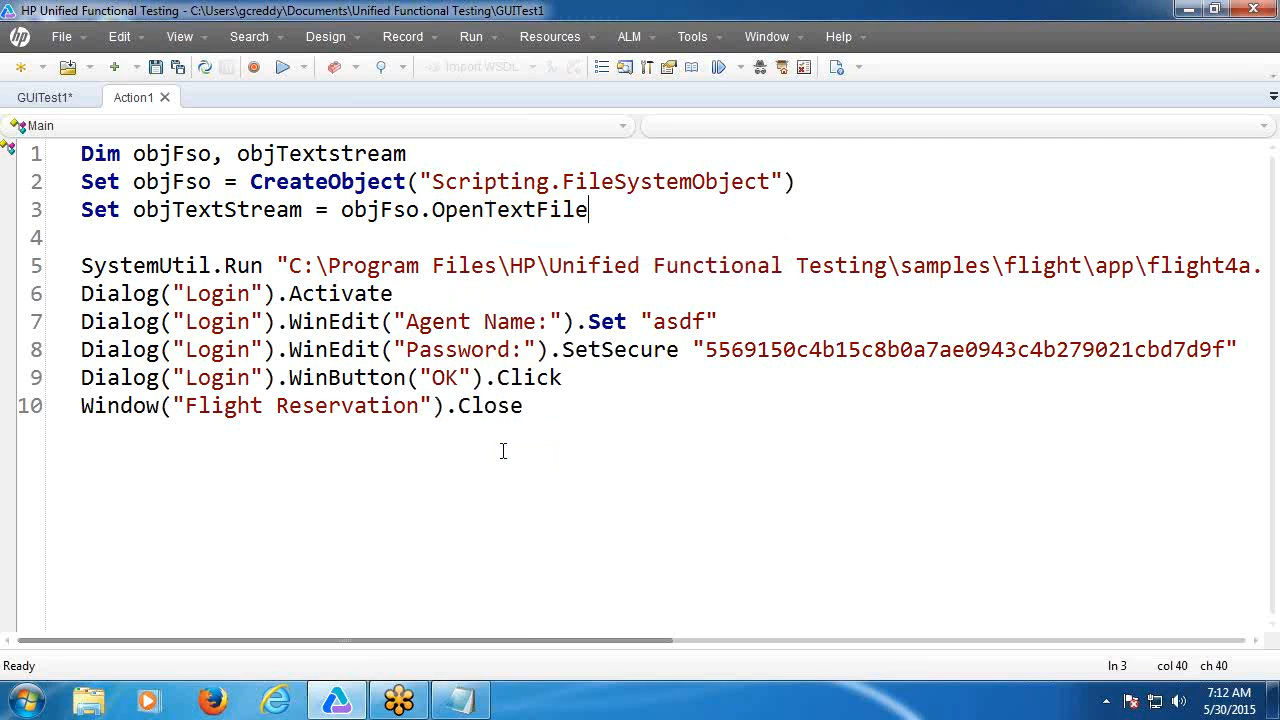 HP Unified Functional Testing - C:\Users\gcreddy\Documents\Unified Functional Testing\GUITest1
hp File Edit View Search Design Record Run Resources ALM Tools Window Help
Import WSDL
GUITest1* Action1
Main
1 Dim objFso, objTextstream
2 Set objFso = CreateObject("Scripting.FileSystemObject")
3 Set objTextStream = objFso.OpenTextFile
4
5 SystemUtil.Run "C:\Program Files\HP\Unified Functional Testing\samples\flight\app\flight4a.
6 Dialog("Login").Activate
7 Dialog("Login").WinEdit("Agent Name:").Set "asdf"
8 Dialog("Login").WinEdit("Password:").SetSecure "5569150c4b15c8b0a7ae0943c4b279021cbd7d9f"
9 Dialog("Login").WinButton("OK").Click
10 Window("Flight Reservation").Close
Ready ln 3 col 40 ch 40
7:12 AM
5/30/2015